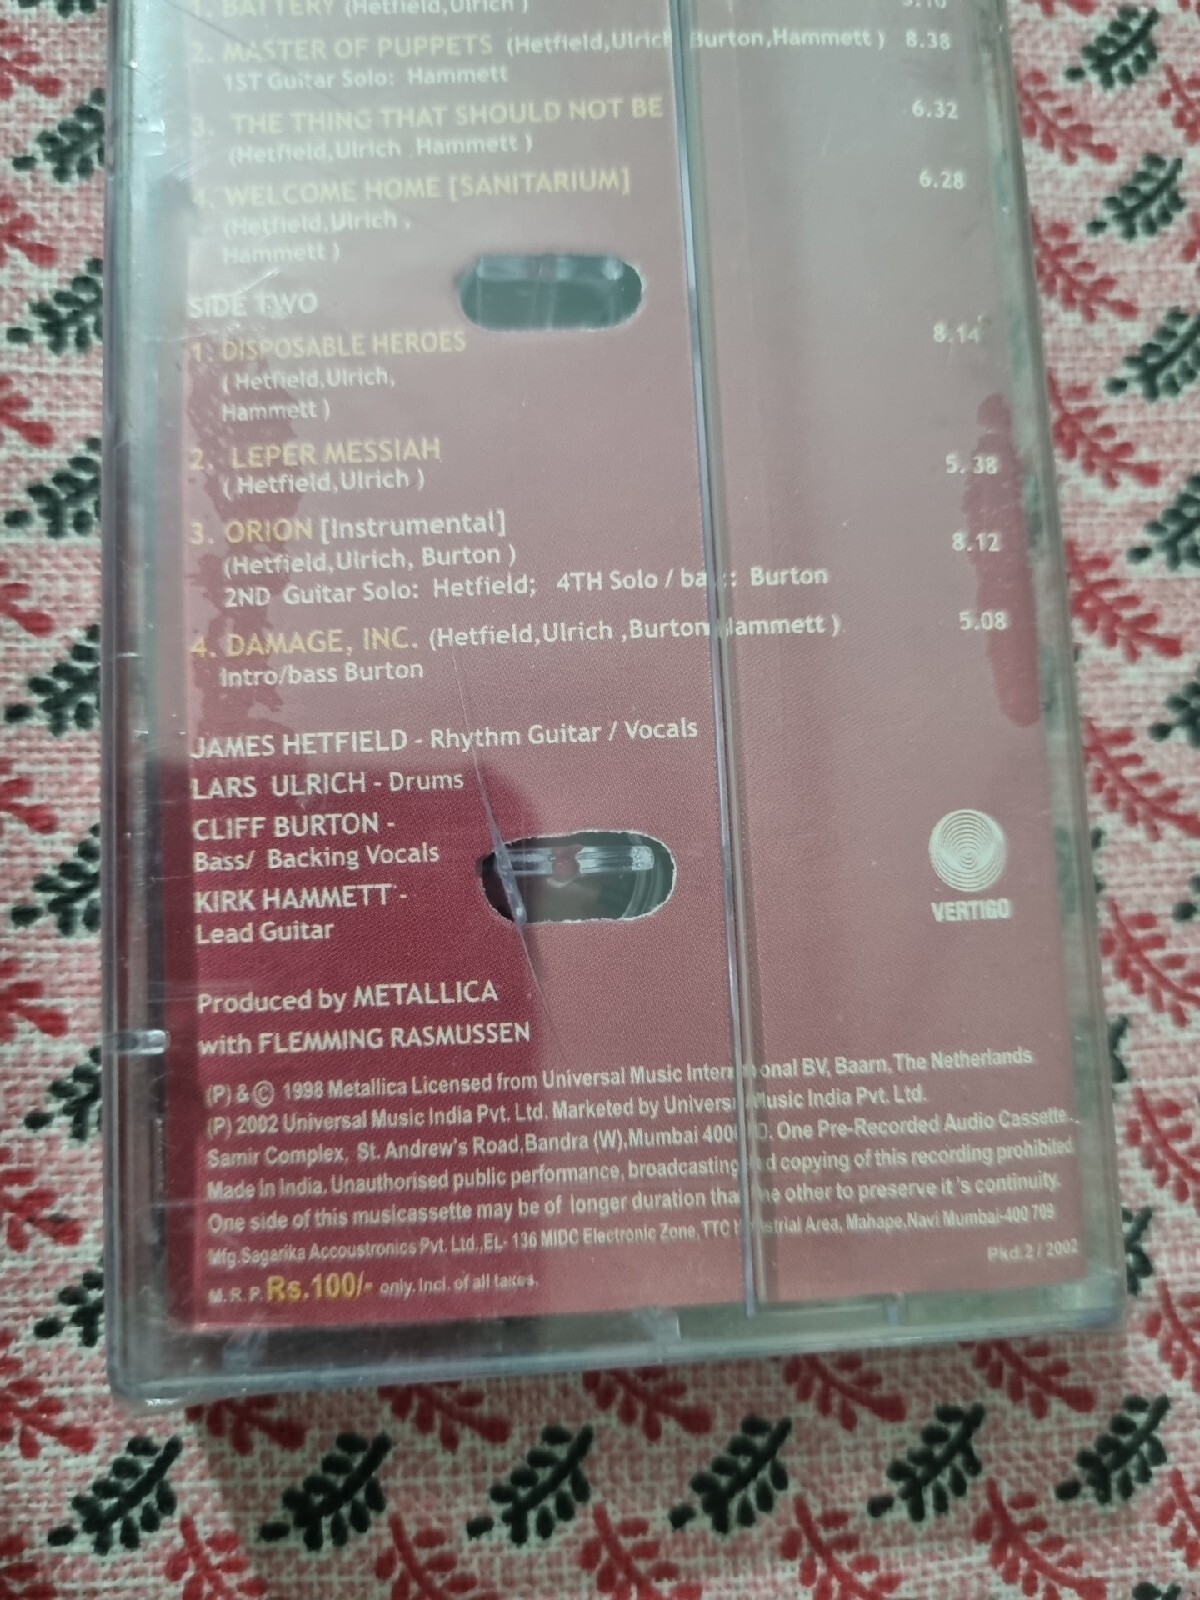 1. BATTERY (Hetfield,Ulrich )
2. MASTER OF PUPPETS (Hetfield,Ulrich Burton,Hammett ) 8.38
1ST Guitar Solo: Hammett
3. THE THING THAT SHOULD NOT BE 6.32
(Hetfield,Ulrich Hammett )
4. WELCOME HOME [SANITARIUM] 6.28
(Hetfield,Ulrich ,
Hammett )
SIDE TWO
1. DISPOSABLE HEROES 8.14
( Hetfield,Ulrich,
Hammett )
2. LEPER MESSIAH 5.38
( Hetfield,Ulrich )
3. ORION [Instrumental] 8.12
(Hetfield,Ulrich, Burton )
2ND Guitar Solo: Hetfield; 4TH Solo / : Burton
4. DAMAGE, INC. (Hetfield,Ulrich ,Burton Hammett ) 5.08
Intro/bass Burton
JAMES HETFIELD - Rhythm Guitar / Vocals
LARS ULRICH - Drums
CLIFF BURTON -
Bass/ Backing Vocals
KIRK HAMMETT -
Lead Guitar
VERTIGO
Produced by METALLICA
with FLEMMING RASMUSSEN
(P) & © 1998 Metallica Licensed from Universal Music International BV, Baarn, The Netherlands
(P) 2002 Universal Music India Pvt. Ltd. Marketed by Universal Music India Pvt. Ltd.
Samir Complex, St. Andrew's Road,Bandra (W),Mumbai One Pre-Recorded Audio Cassette.
Made in India. Unauthorised public performance, broadcasting and copying of this recording prohibited
One side of this musicassette may be of longer duration than the other to preserve it's continuity.
Mfg.Sagarika Accoustronics Pvt. Ltd.,EL- 136 MIDC Electronic Zone, TTC Industrial Area, Mahape,Navi Mumbai-400 709
Pkd.2 / 2002
M.R.P. Rs.100/- only. Incl. of all taxes.